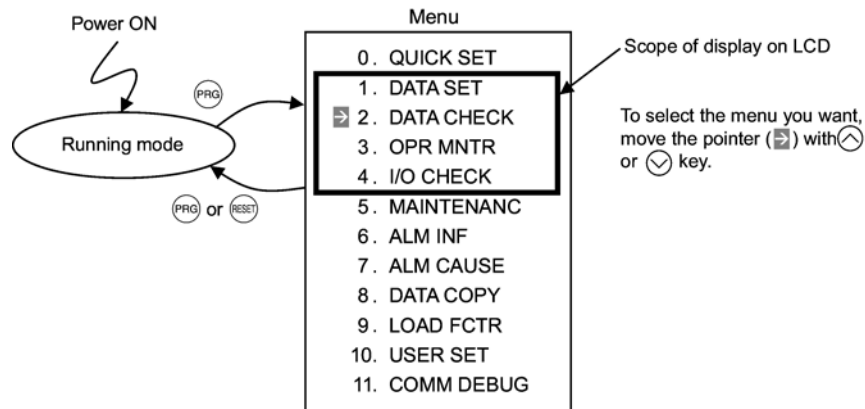 Power ON
PRG
Running mode
PRG or RESET
Menu
0. QUICK SET
1. DATA SET
2. DATA CHECK
3. OPR MNTR
4. I/O CHECK
5. MAINTENANC
6. ALM INF
7. ALM CAUSE
8. DATA COPY
9. LOAD FCTR
10. USER SET
11. COMM DEBUG
Scope of display on LCD
To select the menu you want,
move the pointer (→) with
or key.